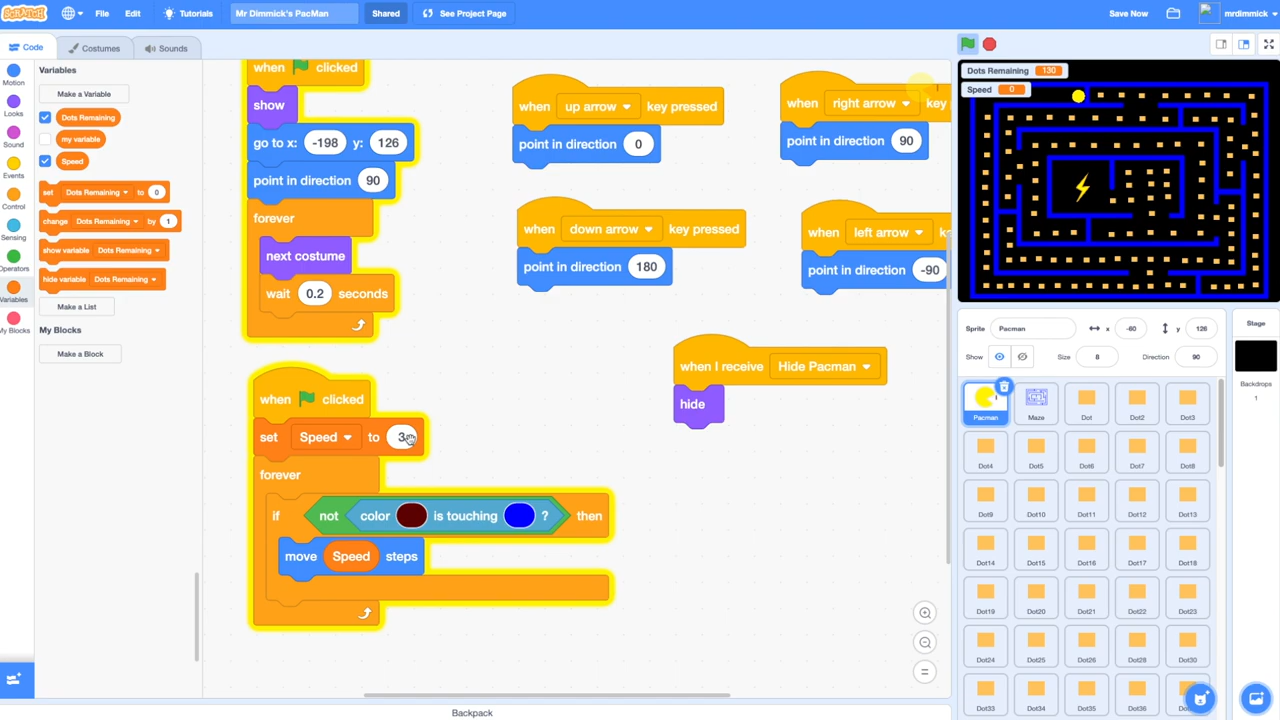 SCRATCH File Edit Tutorials Mr Dimmick's PacMan Shared See Project Page Save Now mrdimmick
Code Costumes Sounds
Variables
Make a Variable
Dots Remaining
my variable
Speed
set Dots Remaining to 0
change Dots Remaining by 1
show variable Dots Remaining
hide variable Dots Remaining
Make a List
My Blocks
Make a Block
Motion
Looks
Sound
Events
Control
Sensing
Operators
Variables
My Blocks
when clicked
show
go to x: -198 y: 126
point in direction 90
forever
next costume
wait 0.2 seconds
when clicked
set Speed to 3
forever
if not color is touching ? then
move Speed steps
when up arrow key pressed
point in direction 0
when right arrow key
point in direction 90
when down arrow key pressed
point in direction 180
when left arrow
point in direction -90
when I receive Hide Pacman
hide
Dots Remaining 130
Speed 0
Sprite Pacman x -60 y 126
Show Size 8 Direction 90
Stage
Backdrops
1
Pacman Maze Dot Dot2 Dot3
Dot4 Dot5 Dot6 Dot7 Dot8
Dot9 Dot10 Dot11 Dot12 Dot13
Dot14 Dot15 Dot16 Dot17 Dot18
Dot19 Dot20 Dot21 Dot22 Dot23
Dot24 Dot25 Dot26 Dot28 Dot30
Dot33 Dot34 Dot35 Dot36
Backpack